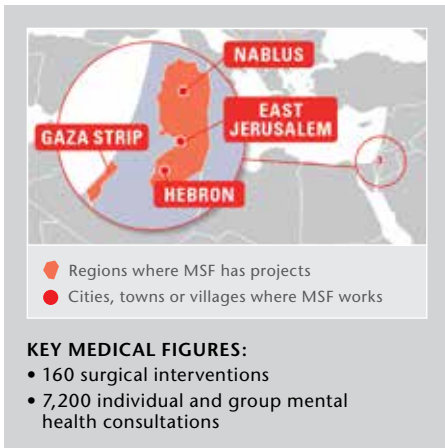 NABLUS
EAST
JERUSALEM
GAZA STRIP
HEBRON
Regions where MSF has projects
Cities, towns or villages where MSF works
KEY MEDICAL FIGURES:
• 160 surgical interventions
• 7,200 individual and group mental
health consultations